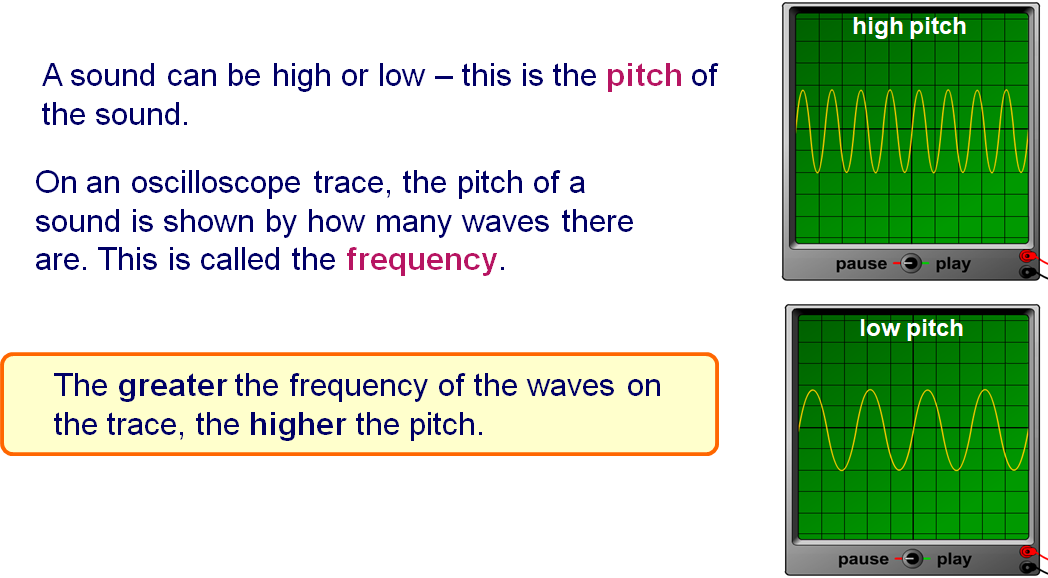 A sound can be high or low – this is the pitch of
the sound.
On an oscilloscope trace, the pitch of a
sound is shown by how many waves there
are. This is called the frequency.
The greater the frequency of the waves on
the trace, the higher the pitch.
high pitch
pause play
low pitch
pause play